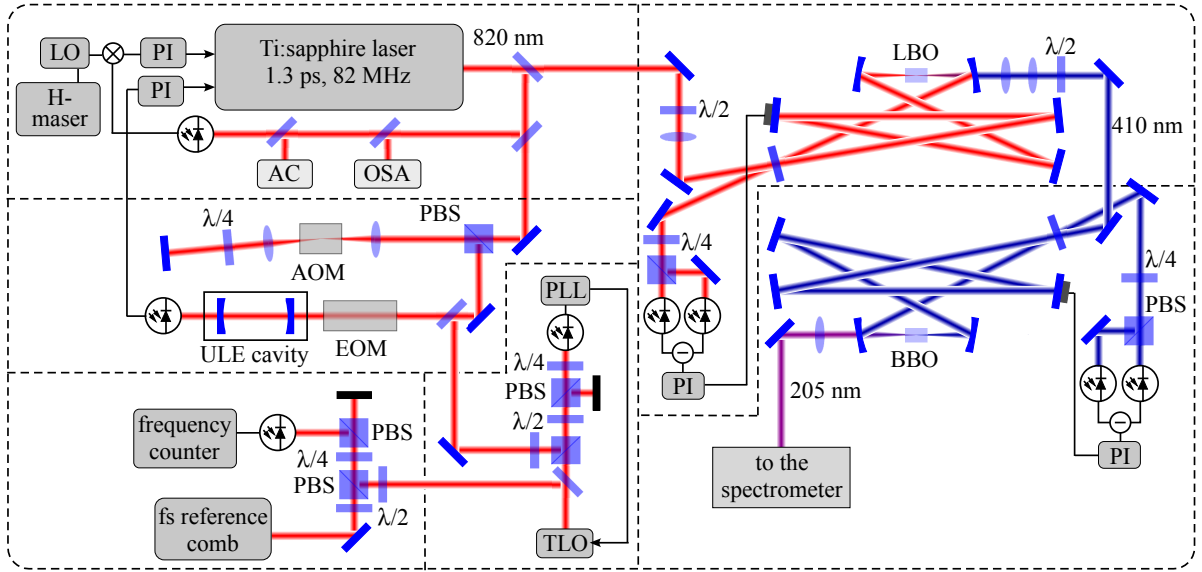 LO
PI
Ti:sapphire laser
1.3 ps, 82 MHz
820 nm
H-
maser
PI
AC
OSA
λ/2
LBO
λ/2
410 nm
λ/4
AOM
PBS
ULE cavity
EOM
PLL
λ/4
PBS
λ/2
TLO
λ/4
PI
BBO
205 nm
to the
spectrometer
λ/4
PBS
PI
frequency
counter
PBS
λ/4
PBS
λ/2
fs reference
comb